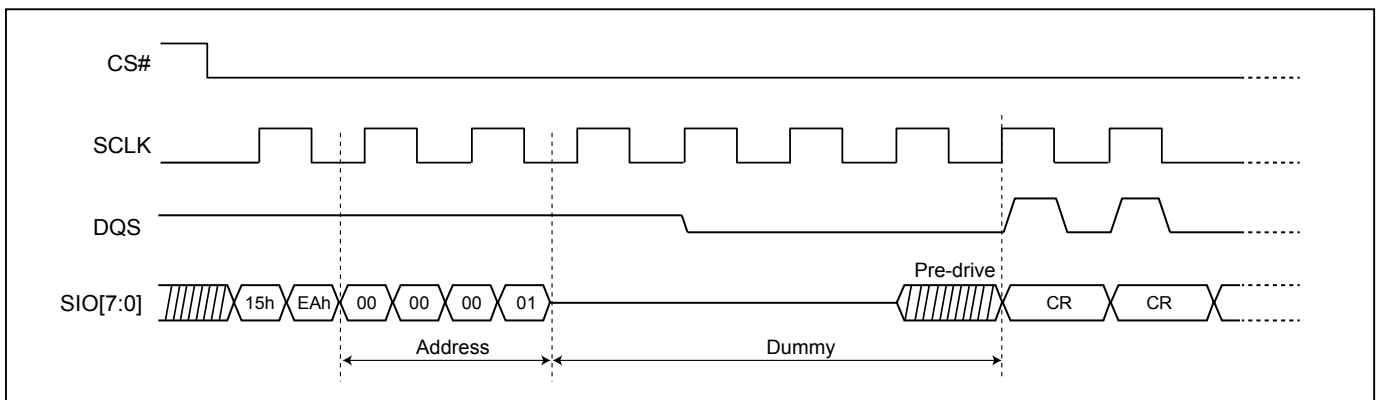 CS#
SCLK
DQS
Pre-drive
SIO[7:0] 15h EAh 00 00 00 01 CR CR
Address Dummy